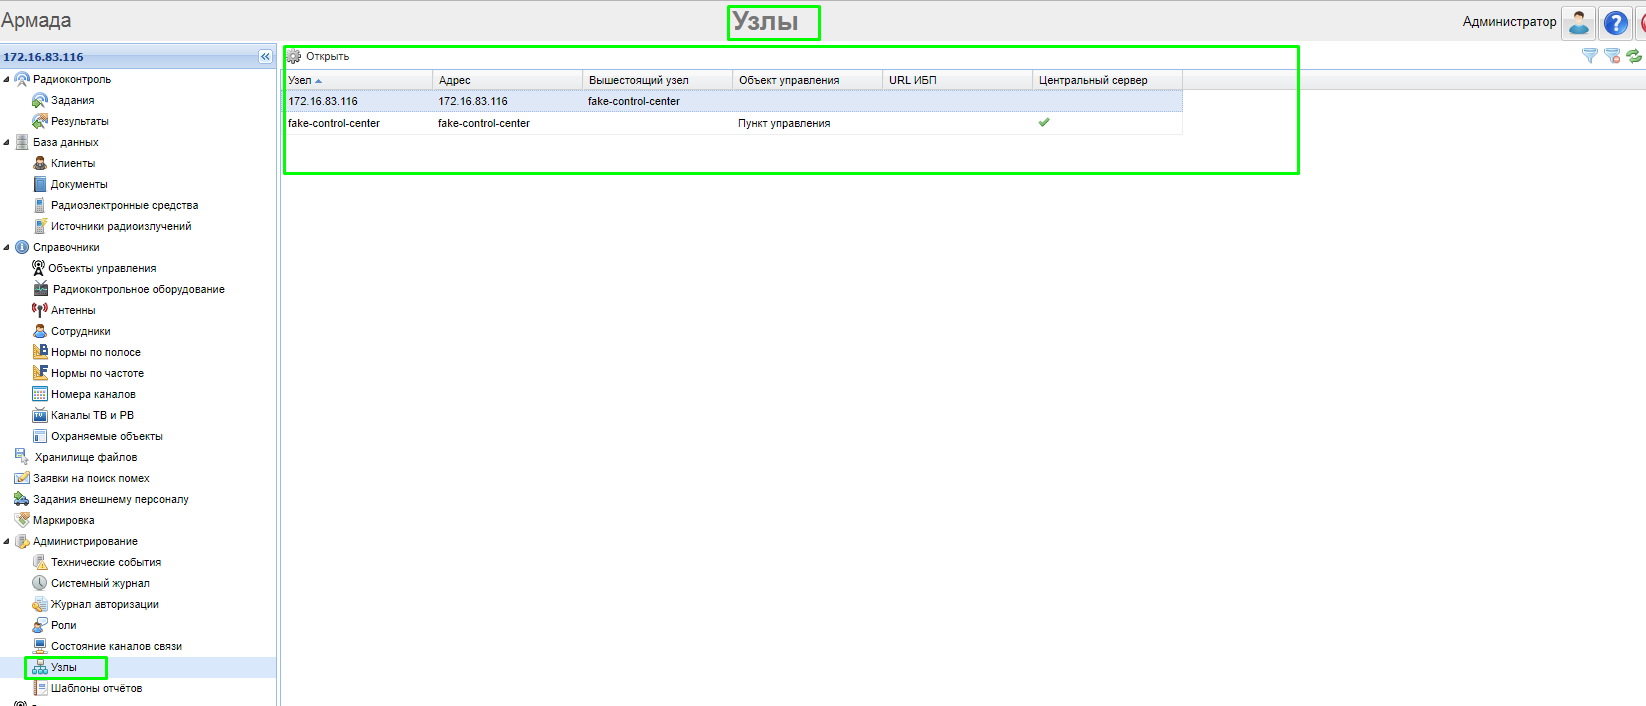 Армада
Узлы
Администратор
172.16.83.116
Радиоконтроль
Задания
Результаты
База данных
Клиенты
Документы
Радиоэлектронные средства
Источники радиоизлучений
Справочники
Объекты управления
Радиоконтрольное оборудование
Антенны
Сотрудники
Нормы по полосе
Нормы по частоте
Номера каналов
Каналы ТВ и РВ
Охраняемые объекты
Хранилище файлов
Заявки на поиск помех
Задания внешнему персоналу
Маркировка
Администрирование
Технические события
Системный журнал
Журнал авторизации
Роли
Состояние каналов связи
Узлы
Шаблоны отчётов
Открыть
Узел Адрес Вышестоящий узел Объект управления URL ИБП Центральный сервер
172.16.83.116 172.16.83.116 fake-control-center
fake-control-center fake-control-center Пункт управления